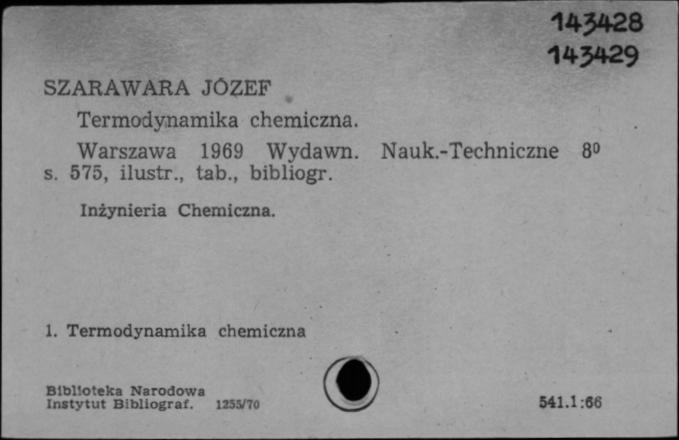 143428
143429
SZARAWARA JÓZEF
Termodynamika chemiczna.
Warszawa 1969 Wydawn. Nauk.-Techniczne 8⁰
s. 575, ilustr., tab., bibliogr.
Inżynieria Chemiczna.
1. Termodynamika chemiczna
Biblioteka Narodowa
Instytut Bibliograf. 1255/70
541.1:66